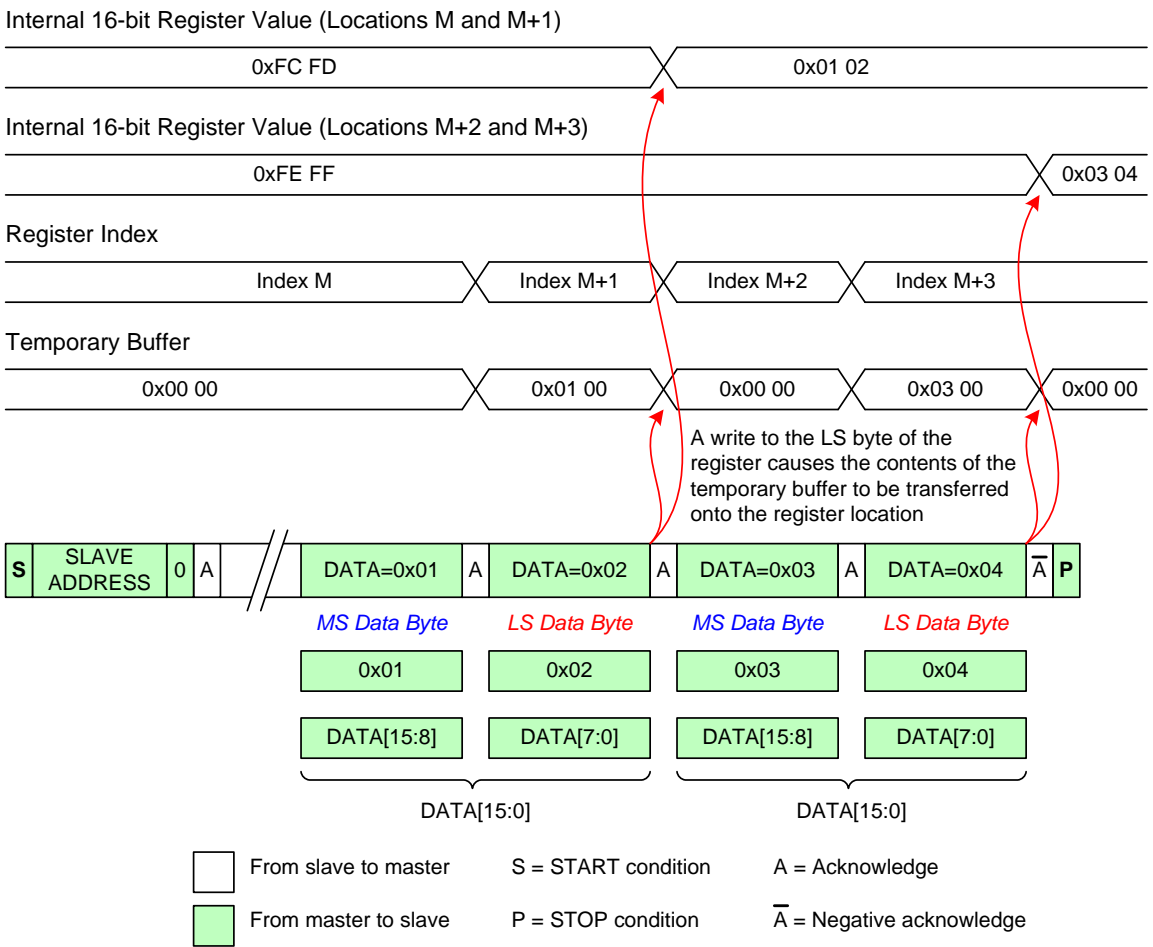 Internal 16-bit Register Value (Locations M and M+1)
0xFC FD 0x01 02
Internal 16-bit Register Value (Locations M+2 and M+3)
0xFE FF 0x03 04
Register Index
Index M Index M+1 Index M+2 Index M+3
Temporary Buffer
0x00 00 0x01 00 0x00 00 0x03 00 0x00 00
A write to the LS byte of the
register causes the contents of the
temporary buffer to be transferred
onto the register location
S SLAVE ADDRESS 0 A // DATA=0x01 A DATA=0x02 A DATA=0x03 A DATA=0x04 A̅ P
MS Data Byte LS Data Byte MS Data Byte LS Data Byte
0x01 0x02 0x03 0x04
DATA[15:8] DATA[7:0] DATA[15:8] DATA[7:0]
DATA[15:0] DATA[15:0]
From slave to master S = START condition A = Acknowledge
From master to slave P = STOP condition A̅ = Negative acknowledge